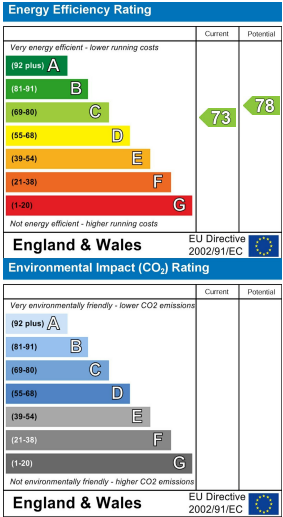 Energy Efficiency Rating
Current Potential
Very energy efficient - lower running costs
(92 plus) A
(81-91) B
(69-80) C
73 78
(55-68) D
(39-54) E
(21-38) F
(1-20) G
Not energy efficient - higher running costs
England & Wales
EU Directive
2002/91/EC
Environmental Impact (CO₂) Rating
Current Potential
Very environmentally friendly - lower CO2 emissions
(92 plus) A
(81-91) B
(69-80) C
(55-68) D
(39-54) E
(21-38) F
(1-20) G
Not environmentally friendly - higher CO2 emissions
England & Wales
EU Directive
2002/91/EC